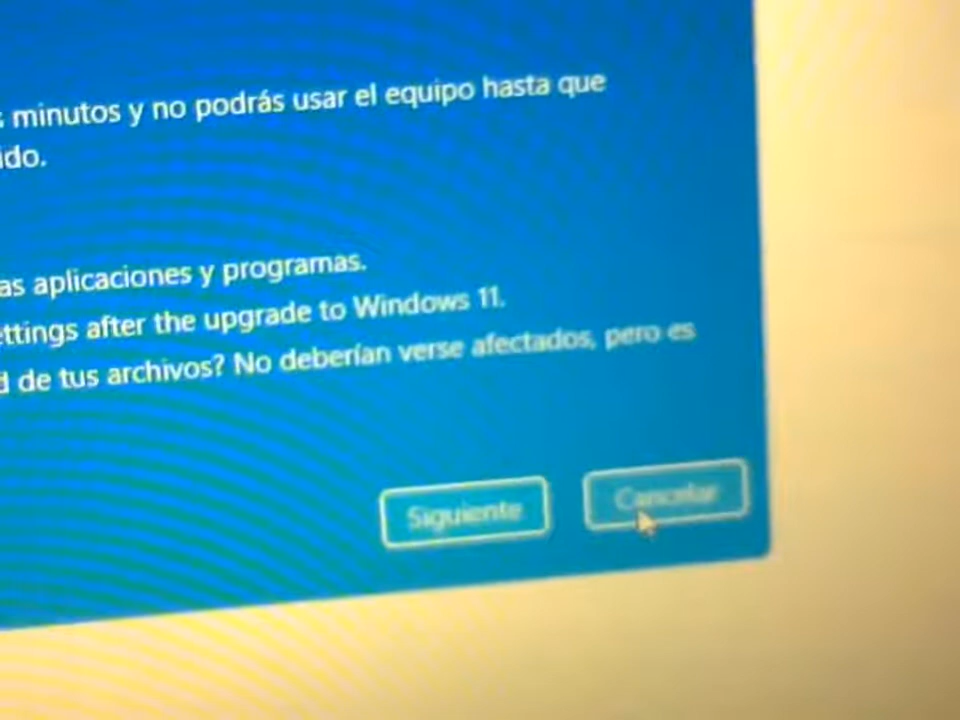 minutos y no podrás usar el equipo hasta que
ido.
as aplicaciones y programas.
ettings after the upgrade to Windows 11.
d de tus archivos? No deberían verse afectados, pero es
Siguiente
Cancelar